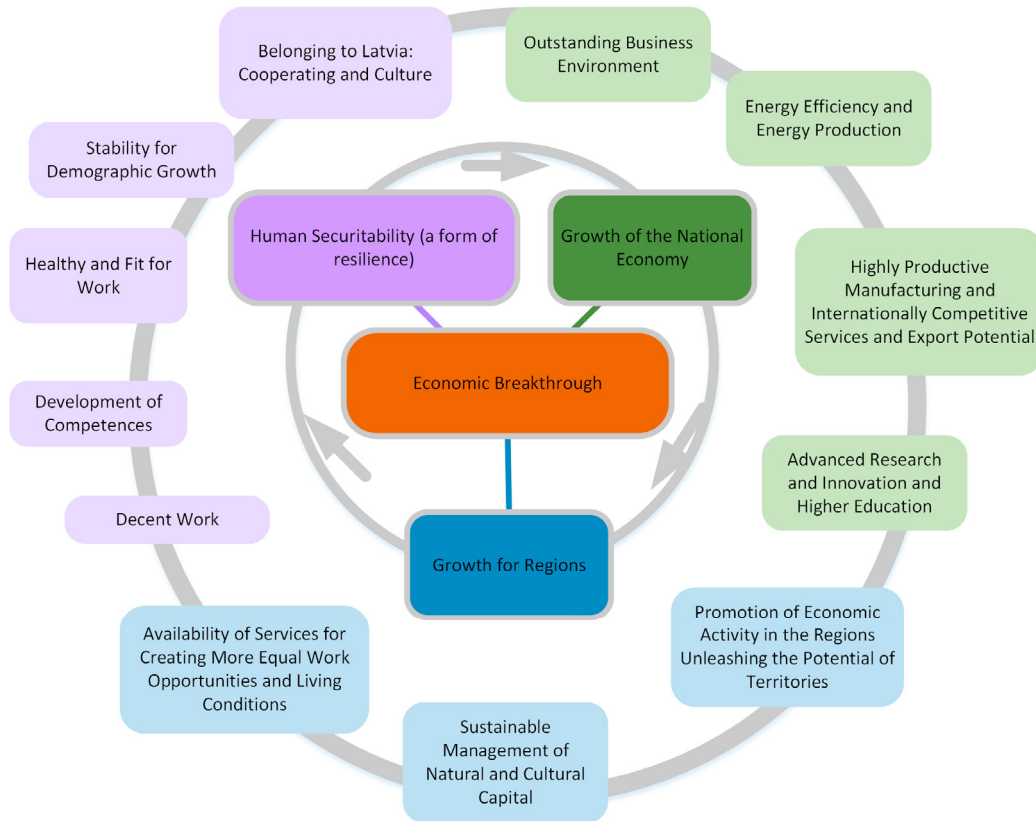 Belonging to Latvia:
Cooperating and Culture
Outstanding Business
Environment
Energy Efficiency and
Energy Production
Stability for
Demographic Growth
Human Securitability (a form of
resilience)
Growth of the National
Economy
Healthy and Fit for
Work
Highly Productive
Manufacturing and
Internationally Competitive
Services and Export Potential
Economic Breakthrough
Development of
Competences
Advanced Research
and Innovation and
Higher Education
Decent Work
Growth for Regions
Availability of Services for
Creating More Equal Work
Opportunities and Living
Conditions
Promotion of Economic
Activity in the Regions
Unleashing the Potential of
Territories
Sustainable
Management of
Natural and Cultural
Capital